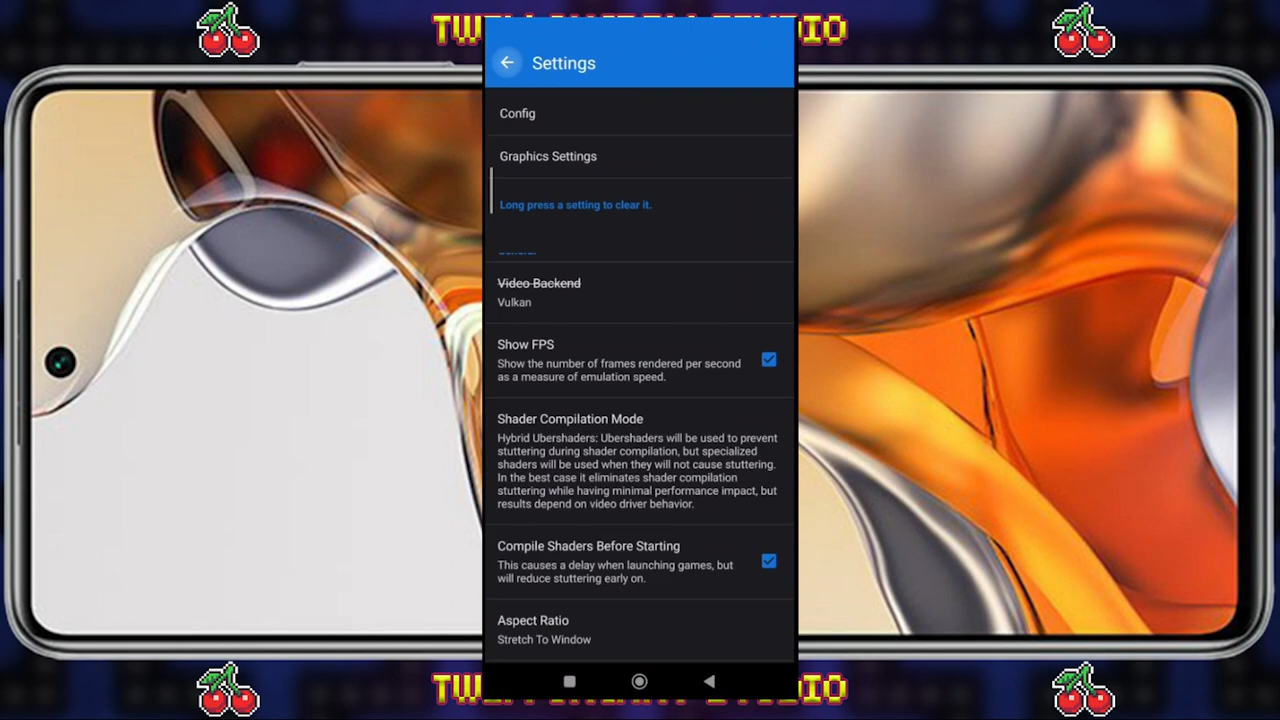 Settings
Config
Graphics Settings
Long press a setting to clear it.
General
Video Backend
Vulkan
Show FPS
Show the number of frames rendered per second
as a measure of emulation speed.
Shader Compilation Mode
Hybrid Ubershaders: Ubershaders will be used to prevent
stuttering during shader compilation, but specialized
shaders will be used when they will not cause stuttering.
In the best case it eliminates shader compilation
stuttering while having minimal performance impact, but
results depend on video driver behavior.
Compile Shaders Before Starting
This causes a delay when launching games, but
will reduce stuttering early on.
Aspect Ratio
Stretch To Window